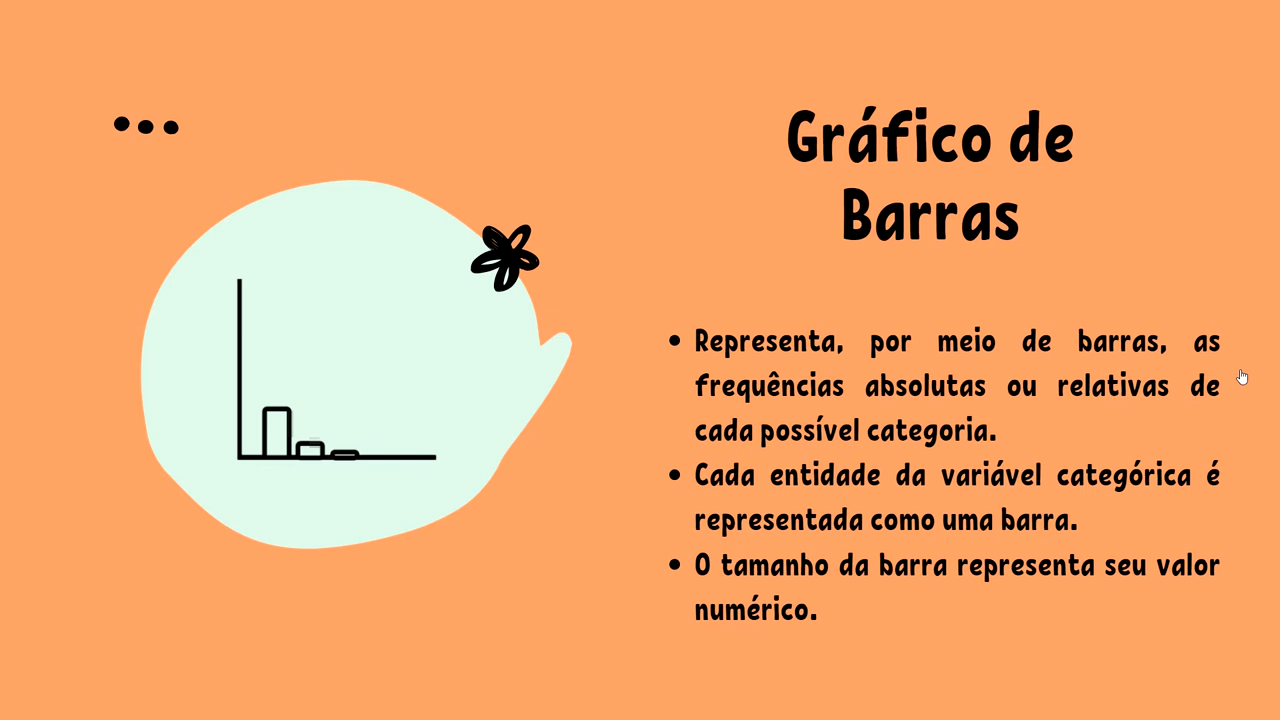 Gráfico de
Barras
• Representa, por meio de barras, as
frequências absolutas ou relativas de
cada possível categoria.
• Cada entidade da variável categórica é
representada como uma barra.
• O tamanho da barra representa seu valor
numérico.